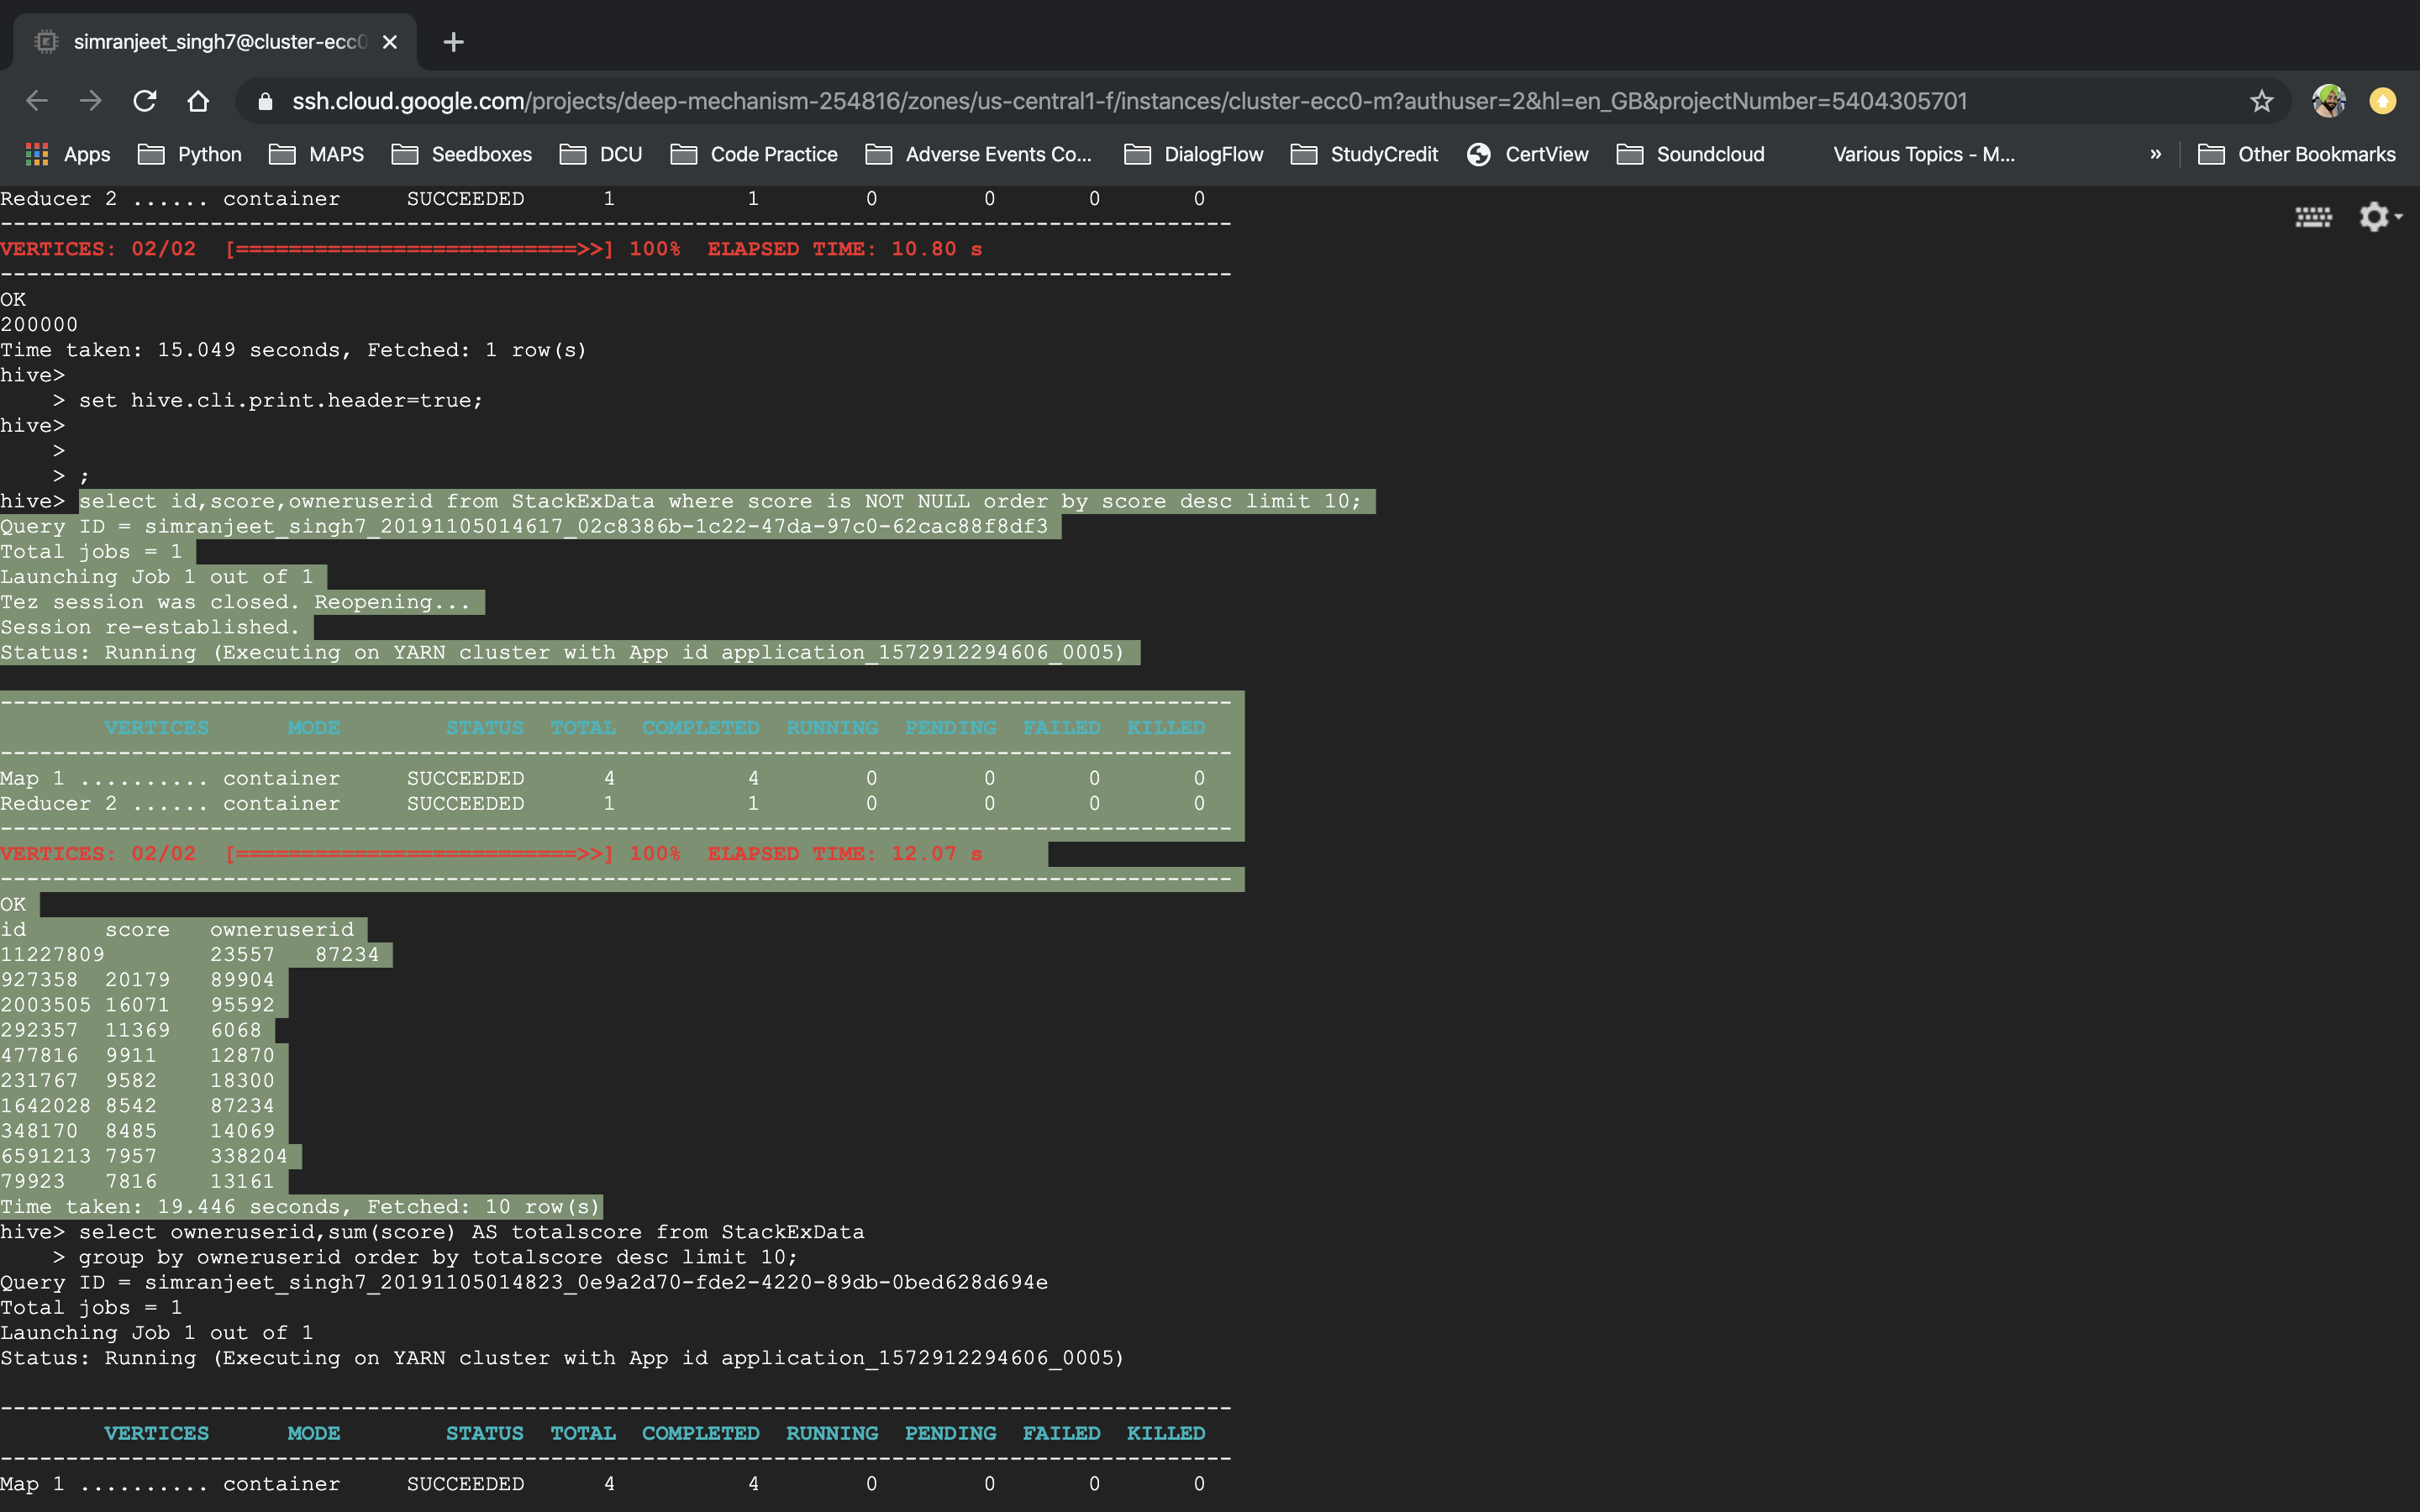 simranjeet_singh7@cluster-ecc0
ssh.cloud.google.com/projects/deep-mechanism-254816/zones/us-central1-f/instances/cluster-ecc0-m?authuser=2&hl=en_GB&projectNumber=5404305701
Apps Python MAPS Seedboxes DCU Code Practice Adverse Events Co... DialogFlow StudyCredit CertView Soundcloud Various Topics - M... » Other Bookmarks
Reducer 2 ...... container     SUCCEEDED      1          1        0        0       0       0
----------------------------------------------------------------------------------------------
VERTICES: 02/02  [==========================>>] 100%  ELAPSED TIME: 10.80 s
----------------------------------------------------------------------------------------------
OK
200000
Time taken: 15.049 seconds, Fetched: 1 row(s)
hive>
    > set hive.cli.print.header=true;
hive>
    >
    > ;
hive> select id,score,owneruserid from StackExData where score is NOT NULL order by score desc limit 10;
Query ID = simranjeet_singh7_20191105014617_02c8386b-1c22-47da-97c0-62cac88f8df3
Total jobs = 1
Launching Job 1 out of 1
Tez session was closed. Reopening...
Session re-established.
Status: Running (Executing on YARN cluster with App id application_1572912294606_0005)
----------------------------------------------------------------------------------------------
        VERTICES      MODE        STATUS  TOTAL  COMPLETED  RUNNING  PENDING  FAILED  KILLED
----------------------------------------------------------------------------------------------
Map 1 .......... container     SUCCEEDED      4          4        0        0       0       0
Reducer 2 ...... container     SUCCEEDED      1          1        0        0       0       0
----------------------------------------------------------------------------------------------
VERTICES: 02/02  [==========================>>] 100%  ELAPSED TIME: 12.07 s
----------------------------------------------------------------------------------------------
OK
id      score   owneruserid
11227809        23557   87234
927358  20179   89904
2003505 16071   95592
292357  11369   6068
477816  9911    12870
231767  9582    18300
1642028 8542    87234
348170  8485    14069
6591213 7957    338204
79923   7816    13161
Time taken: 19.446 seconds, Fetched: 10 row(s)
hive> select owneruserid,sum(score) AS totalscore from StackExData
    > group by owneruserid order by totalscore desc limit 10;
Query ID = simranjeet_singh7_20191105014823_0e9a2d70-fde2-4220-89db-0bed628d694e
Total jobs = 1
Launching Job 1 out of 1
Status: Running (Executing on YARN cluster with App id application_1572912294606_0005)
----------------------------------------------------------------------------------------------
        VERTICES      MODE        STATUS  TOTAL  COMPLETED  RUNNING  PENDING  FAILED  KILLED
----------------------------------------------------------------------------------------------
Map 1 .......... container     SUCCEEDED      4          4        0        0       0       0